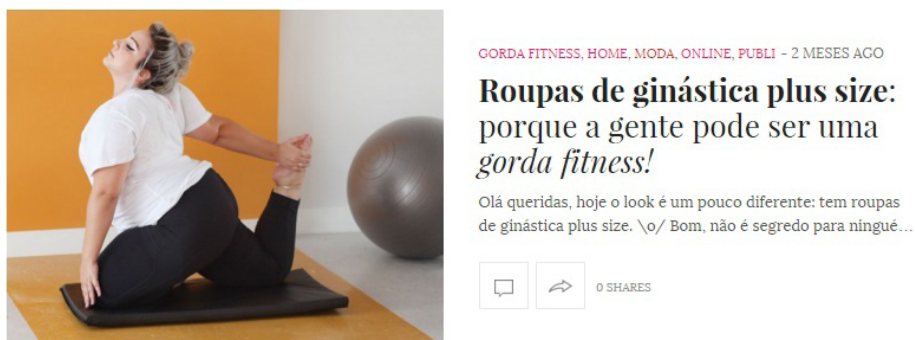 GORDA FITNESS, HOME, MODA, ONLINE, PUBLI – 2 MESES AGO
Roupas de ginástica plus size:
porque a gente pode ser uma
gorda fitness!
Olá queridas, hoje o look é um pouco diferente: tem roupas
de ginástica plus size. \o/ Bom, não é segredo para ningué…
0 SHARES